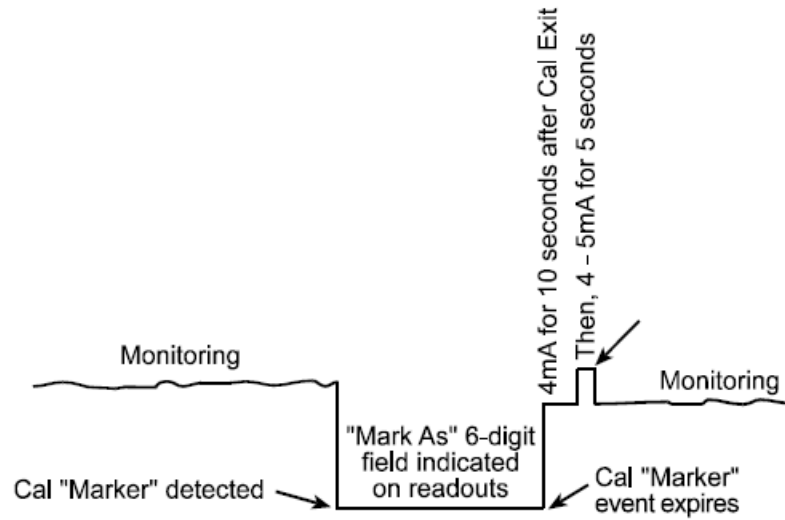 4mA for 10 seconds after Cal Exit
Then, 4 – 5mA for 5 seconds
Monitoring
Monitoring
"Mark As" 6-digit
field indicated
on readouts
Cal "Marker" detected
Cal "Marker"
event expires